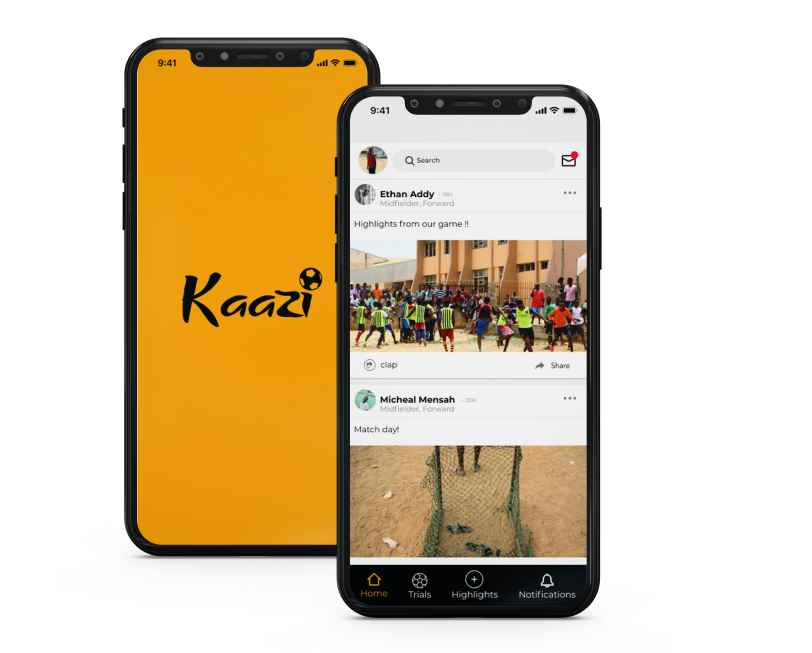 9:41
Kaazi
9:41
Search
Ethan Addy • 19H
Midfielder, Forward
Highlights from our game !!
clap
Share
Micheal Mensah • 20H
Midfielder, Forward
Match day!
Home
Trials
Highlights
Notifications